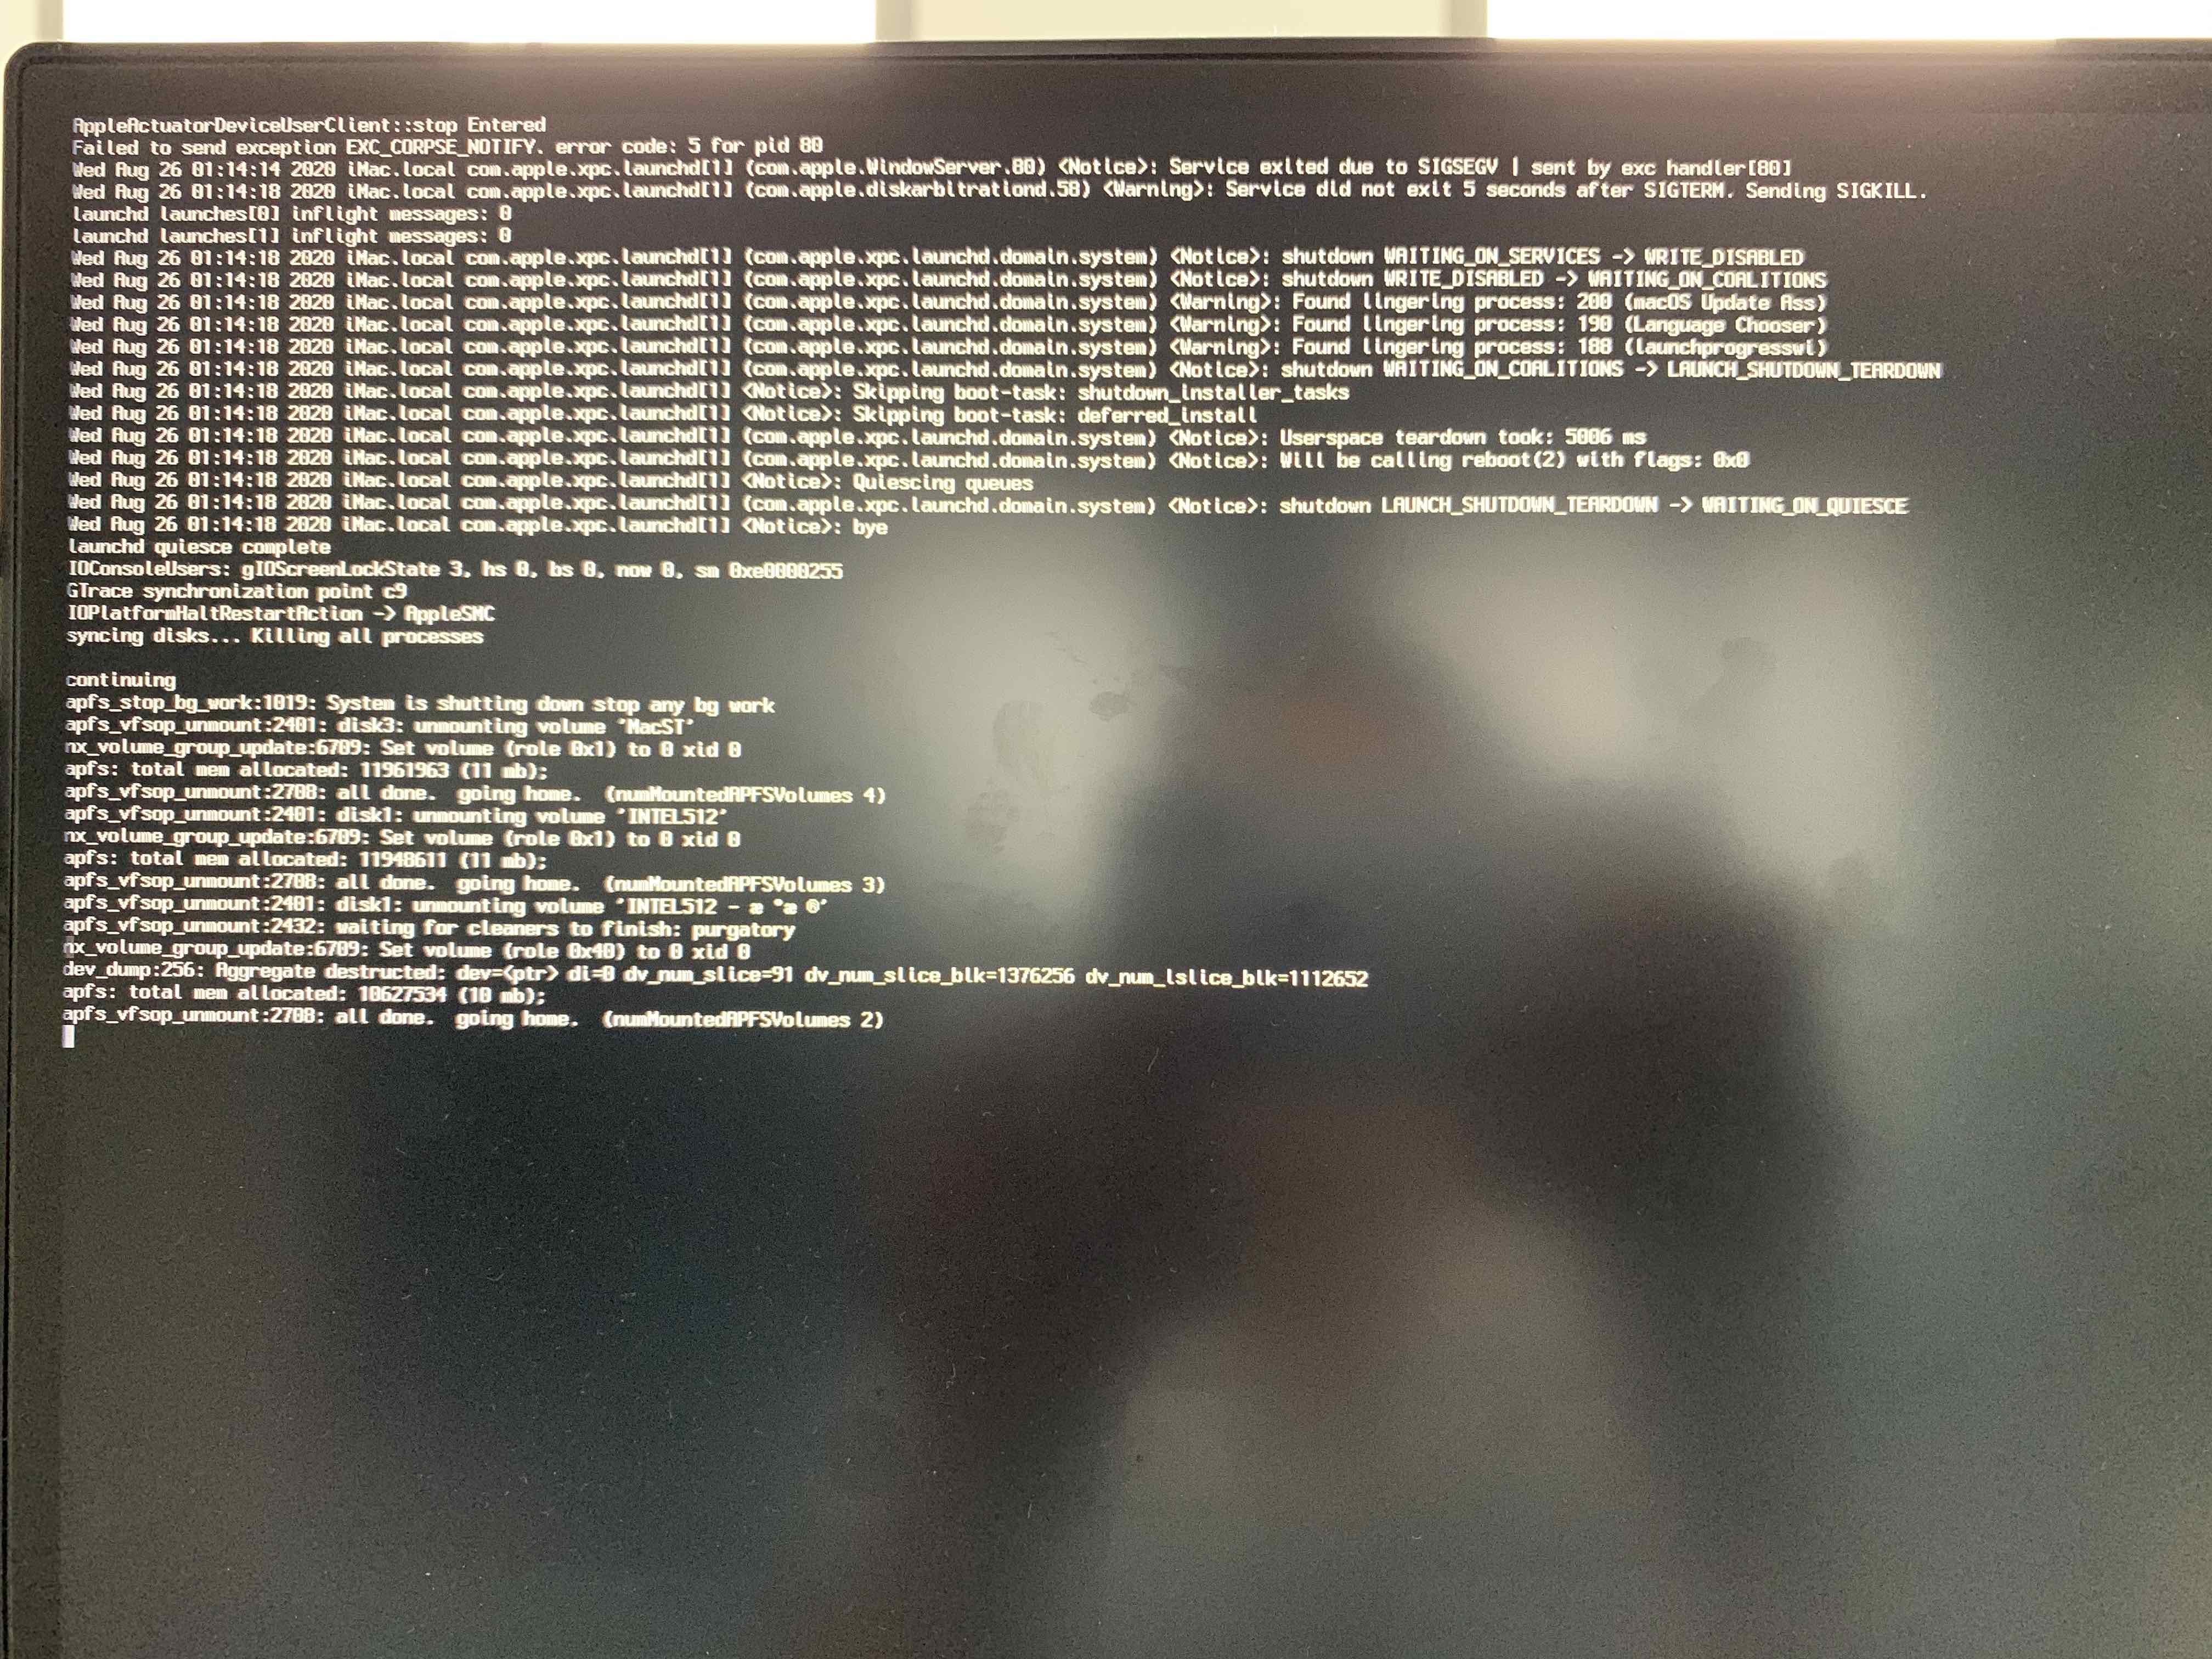 AppleActuatorDeviceUserClient::stop Entered
Failed to send exception EXC_CORPSE_NOTIFY. error code: 5 for pid 80
Wed Aug 26 01:14:14 2020 iMac.local com.apple.xpc.launchd[1] (com.apple.WindowServer.80) <Notice>: Service exited due to SIGSEGV | sent by exc handler[80]
Wed Aug 26 01:14:18 2020 iMac.local com.apple.xpc.launchd[1] (com.apple.diskarbitrationd.58) <Warning>: Service did not exit 5 seconds after SIGTERM. Sending SIGKILL.
launchd launches[0] inflight messages: 0
launchd launches[1] inflight messages: 0
Wed Aug 26 01:14:18 2020 iMac.local com.apple.xpc.launchd[1] (com.apple.xpc.launchd.domain.system) <Notice>: shutdown WAITING_ON_SERVICES -> WRITE_DISABLED
Wed Aug 26 01:14:18 2020 iMac.local com.apple.xpc.launchd[1] (com.apple.xpc.launchd.domain.system) <Notice>: shutdown WRITE_DISABLED -> WAITING_ON_COALITIONS
Wed Aug 26 01:14:18 2020 iMac.local com.apple.xpc.launchd[1] (com.apple.xpc.launchd.domain.system) <Warning>: Found lingering process: 200 (macOS Update Ass)
Wed Aug 26 01:14:18 2020 iMac.local com.apple.xpc.launchd[1] (com.apple.xpc.launchd.domain.system) <Warning>: Found lingering process: 190 (Language Chooser)
Wed Aug 26 01:14:18 2020 iMac.local com.apple.xpc.launchd[1] (com.apple.xpc.launchd.domain.system) <Warning>: Found lingering process: 188 (launchprogresswi)
Wed Aug 26 01:14:18 2020 iMac.local com.apple.xpc.launchd[1] (com.apple.xpc.launchd.domain.system) <Notice>: shutdown WAITING_ON_COALITIONS -> LAUNCH_SHUTDOWN_TEARDOWN
Wed Aug 26 01:14:18 2020 iMac.local com.apple.xpc.launchd[1] <Notice>: Skipping boot-task: shutdown_installer_tasks
Wed Aug 26 01:14:18 2020 iMac.local com.apple.xpc.launchd[1] <Notice>: Skipping boot-task: deferred_install
Wed Aug 26 01:14:18 2020 iMac.local com.apple.xpc.launchd[1] (com.apple.xpc.launchd.domain.system) <Notice>: Userspace teardown took: 5006 ms
Wed Aug 26 01:14:18 2020 iMac.local com.apple.xpc.launchd[1] (com.apple.xpc.launchd.domain.system) <Notice>: Will be calling reboot(2) with flags: 0x0
Wed Aug 26 01:14:18 2020 iMac.local com.apple.xpc.launchd[1] <Notice>: Quiescing queues
Wed Aug 26 01:14:18 2020 iMac.local com.apple.xpc.launchd[1] (com.apple.xpc.launchd.domain.system) <Notice>: shutdown LAUNCH_SHUTDOWN_TEARDOWN -> WAITING_ON_QUIESCE
Wed Aug 26 01:14:18 2020 iMac.local com.apple.xpc.launchd[1] <Notice>: bye
launchd quiesce complete
IOConsoleUsers: gIOScreenLockState 3, hs 0, bs 0, now 0, sm 0xe0000255
GTrace synchronization point c9
IOPlatformHaltRestartAction -> AppleSMC
syncing disks... Killing all processes
continuing
apfs_stop_bg_work:1019: System is shutting down stop any bg work
apfs_vfsop_unmount:2401: disk3: unmounting volume 'MacST'
nx_volume_group_update:6709: Set volume (role 0x1) to 0 xid 0
apfs: total mem allocated: 11961963 (11 mb);
apfs_vfsop_unmount:2708: all done.  going home.  (numMountedAPFSVolumes 4)
apfs_vfsop_unmount:2401: disk1: unmounting volume 'INTEL512'
nx_volume_group_update:6709: Set volume (role 0x1) to 0 xid 0
apfs: total mem allocated: 11948611 (11 mb);
apfs_vfsop_unmount:2708: all done.  going home.  (numMountedAPFSVolumes 3)
apfs_vfsop_unmount:2401: disk1: unmounting volume 'INTEL512 - æ °æ ®'
apfs_vfsop_unmount:2432: waiting for cleaners to finish: purgatory
nx_volume_group_update:6709: Set volume (role 0x40) to 0 xid 0
dev_dump:256: Aggregate destructed: dev=<ptr> di=0 dv_num_slice=91 dv_num_slice_blk=1376256 dv_num_lslice_blk=1112652
apfs: total mem allocated: 10627534 (10 mb);
apfs_vfsop_unmount:2708: all done.  going home.  (numMountedAPFSVolumes 2)